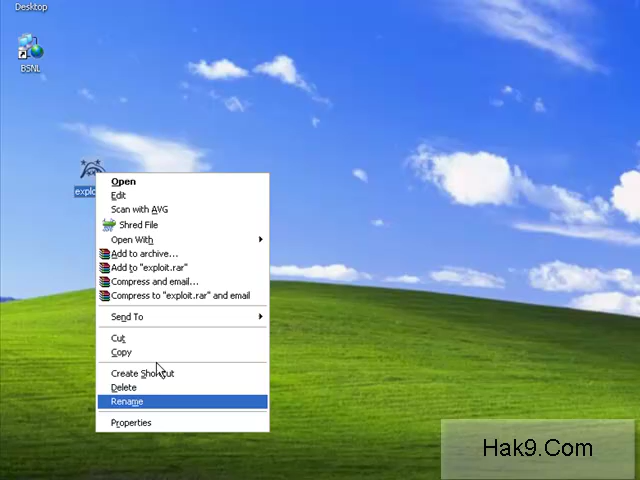 Desktop
BSNL
explo
Open
Edit
Scan with AVG
Shred File
Open With
Add to archive...
Add to "exploit.rar"
Compress and email...
Compress to "exploit.rar" and email
Send To
Cut
Copy
Create Shortcut
Delete
Rename
Properties
Hak9.Com